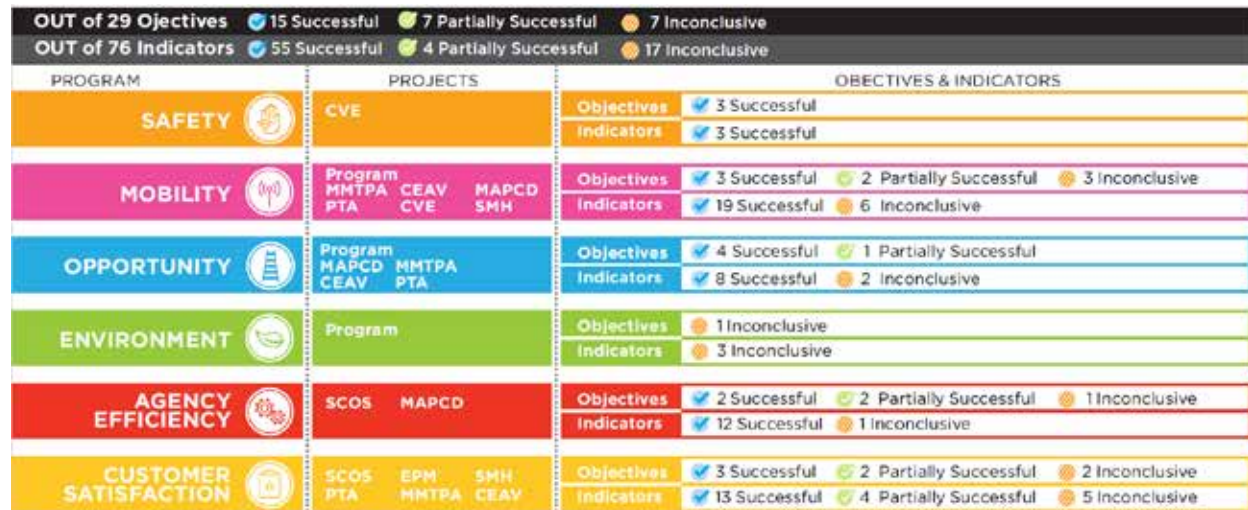 OUT of 29 Ojectives 15 Successful 7 Partially Successful 7 Inconclusive
OUT of 76 Indicators 55 Successful 4 Partially Successful 17 Inconclusive
PROGRAM PROJECTS OBECTIVES & INDICATORS
SAFETY
CVE
Objectives 3 Successful
Indicators 3 Successful
MOBILITY
Program
MMTPA CEAV MAPCD
PTA CVE SMH
Objectives 3 Successful 2 Partially Successful 3 Inconclusive
Indicators 19 Successful 6 Inconclusive
OPPORTUNITY
Program
MAPCD MMTPA
CEAV PTA
Objectives 4 Successful 1 Partially Successful
Indicators 8 Successful 2 Inconclusive
ENVIRONMENT
Program
Objectives 1 Inconclusive
Indicators 3 Inconclusive
AGENCY
EFFICIENCY
SCOS MAPCD
Objectives 2 Successful 2 Partially Successful 1 Inconclusive
Indicators 12 Successful 1 Inconclusive
CUSTOMER
SATISFACTION
SCOS EPM SMH
PTA MMTPA CEAV
Objectives 3 Successful 2 Partially Successful 2 Inconclusive
Indicators 13 Successful 4 Partially Successful 5 Inconclusive